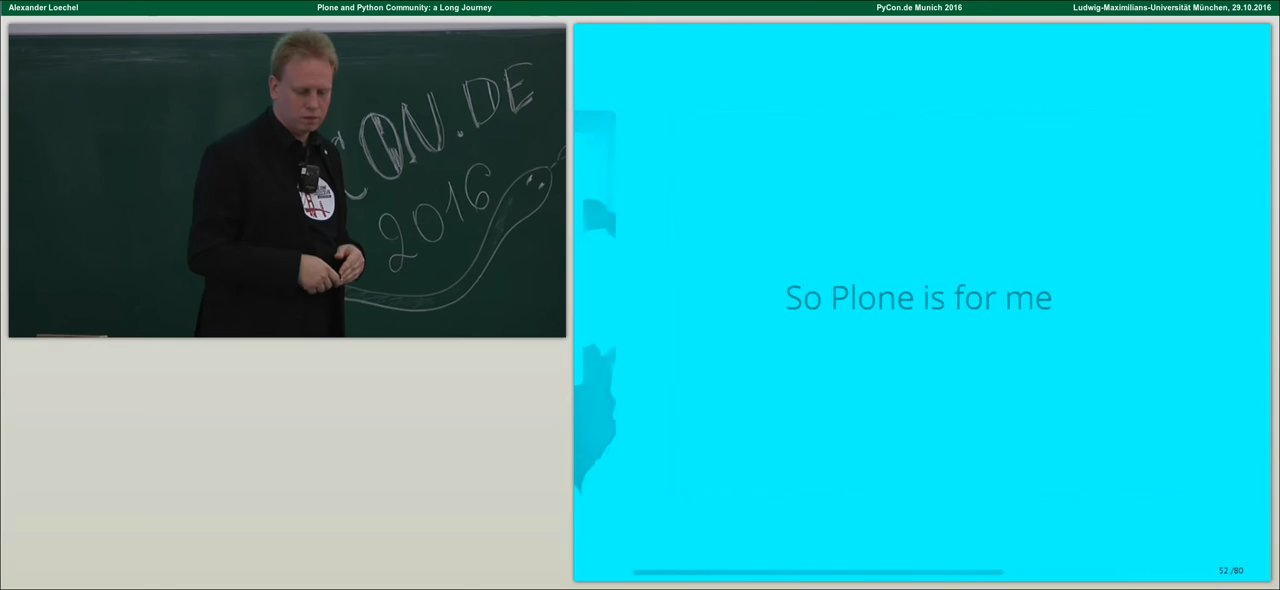 Alexander Loechel
Plone and Python Community: a Long Journey
PyCon.de Munich 2016
Ludwig-Maximilians-Universität München, 29.10.2016
CON.DE
2016
So Plone is for me
52 /80